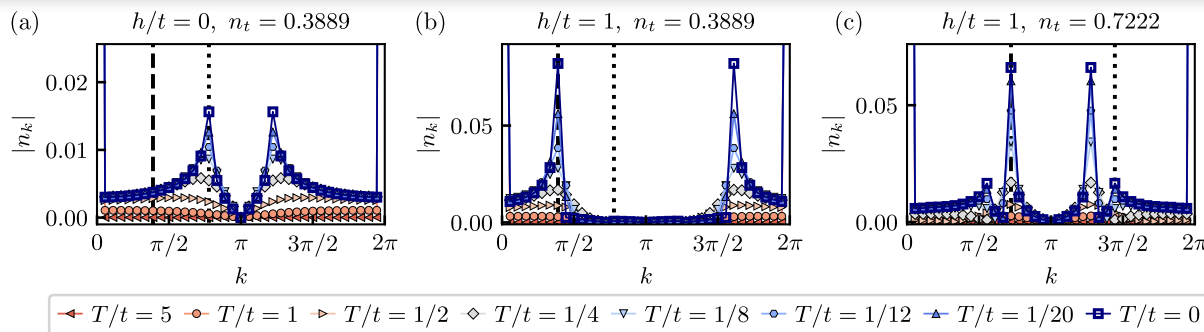 (a) h/t = 0, n_t = 0.3889 (b) h/t = 1, n_t = 0.3889 (c) h/t = 1, n_t = 0.7222
|n_k| 0.02 0.01 0.00
0 π/2 π 3π/2 2π
k
|n_k| 0.05 0.00
0 π/2 π 3π/2 2π
k
|n_k| 0.05 0.00
0 π/2 π 3π/2 2π
k
T/t = 5 T/t = 1 T/t = 1/2 T/t = 1/4 T/t = 1/8 T/t = 1/12 T/t = 1/20 T/t = 0